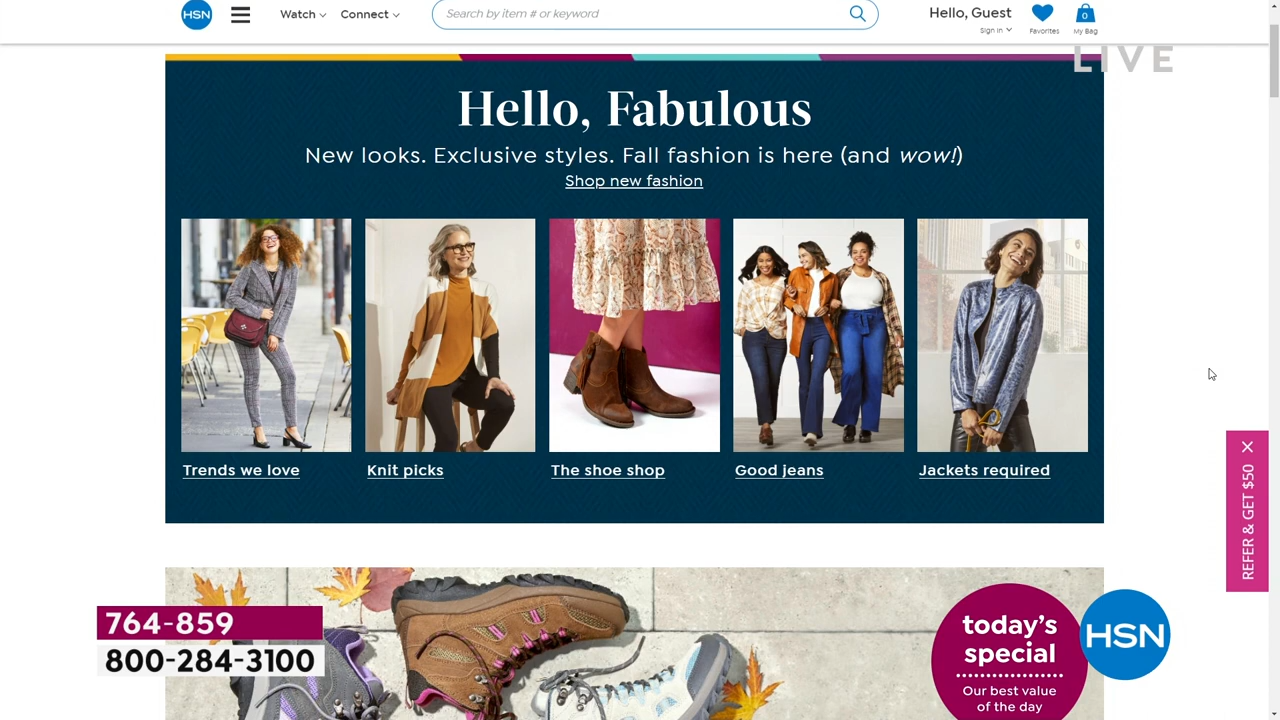 HSN
Watch
Connect
Search by item # or keyword
Hello, Guest
Sign in
Favorites
0
My Bag
LIVE
Hello, Fabulous
New looks. Exclusive styles. Fall fashion is here (and wow!)
Shop new fashion
Trends we love
Knit picks
The shoe shop
Good jeans
Jackets required
REFER & GET $50
764-859
800-284-3100
today's
special
Our best value
of the day
HSN